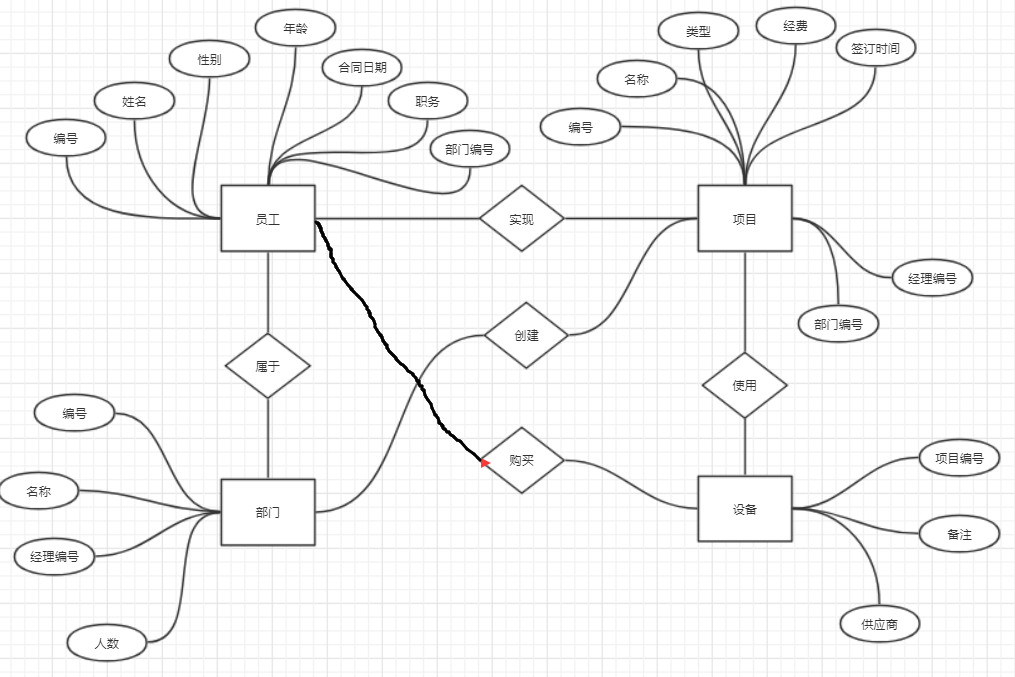 年龄
性别
合同日期
姓名
职务
编号
部门编号
类型
经费
签订时间
名称
编号
员工
实现
项目
经理编号
部门编号
创建
属于
使用
编号
购买
项目编号
名称
部门
设备
备注
经理编号
人数
供应商